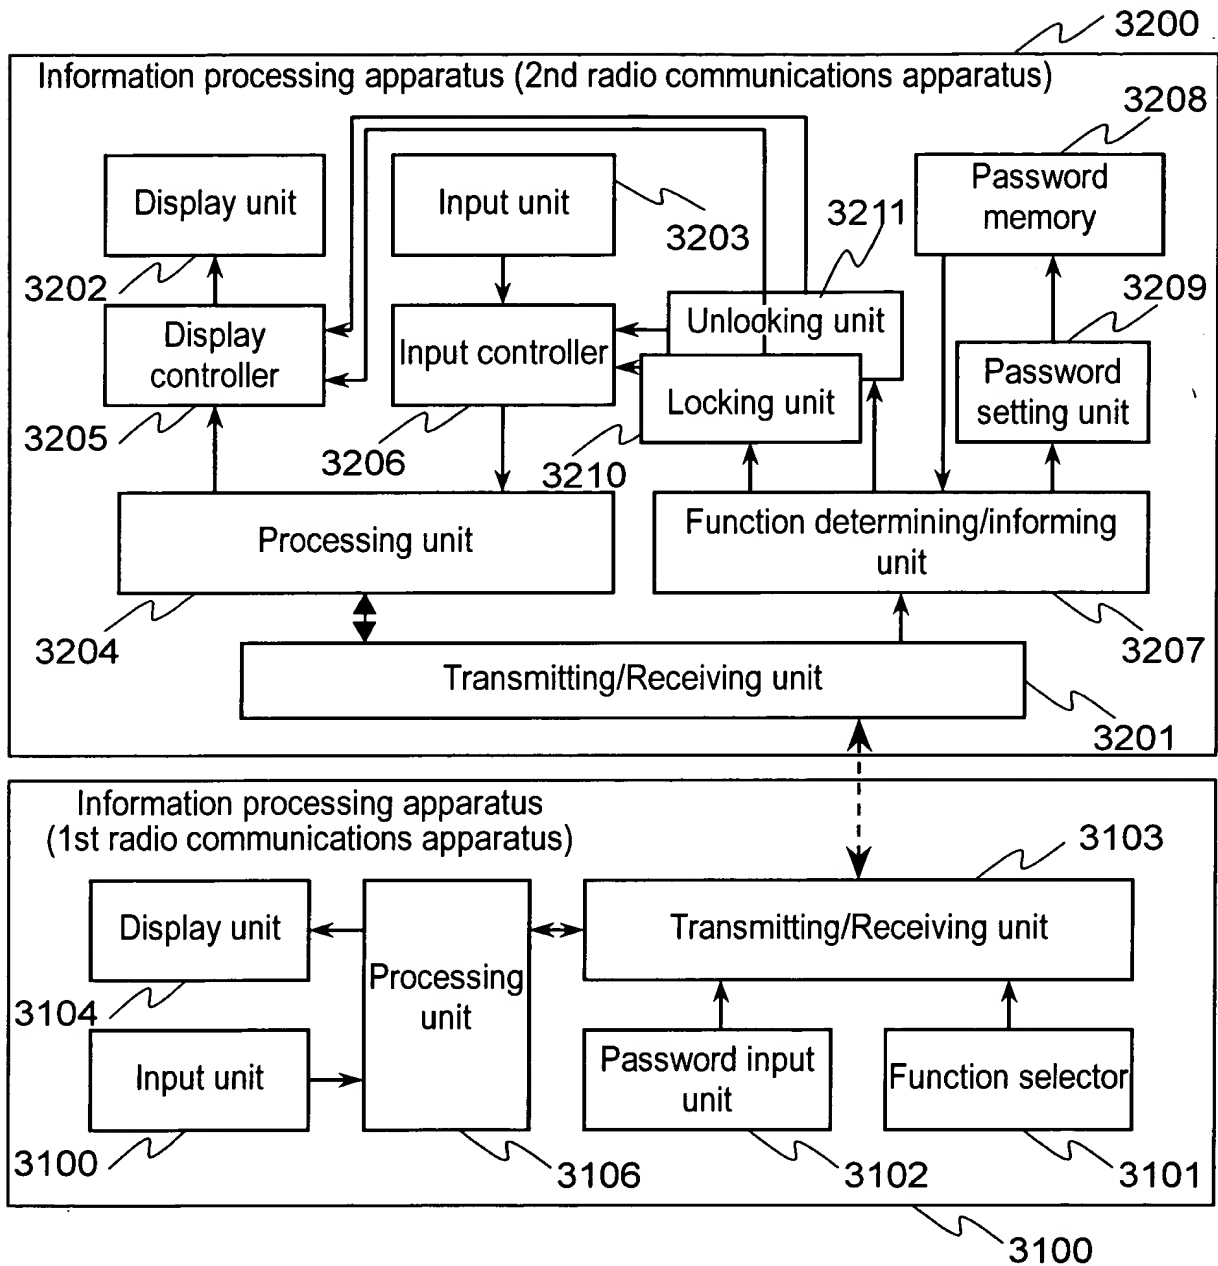 3200
Information processing apparatus (2nd radio communications apparatus)
3208
Display unit
Input unit
Password
memory
3211
3203
3202
3209
Display
controller
Input controller
Unlocking unit
Locking unit
Password
setting unit
3205
3206
3210
Processing unit
Function determining/informing
unit
3204
3207
Transmitting/Receiving unit
3201
Information processing apparatus
(1st radio communications apparatus)
3103
Display unit
Processing
unit
Transmitting/Receiving unit
3104
Input unit
Password input
unit
Function selector
3100
3106
3102
3101
3100